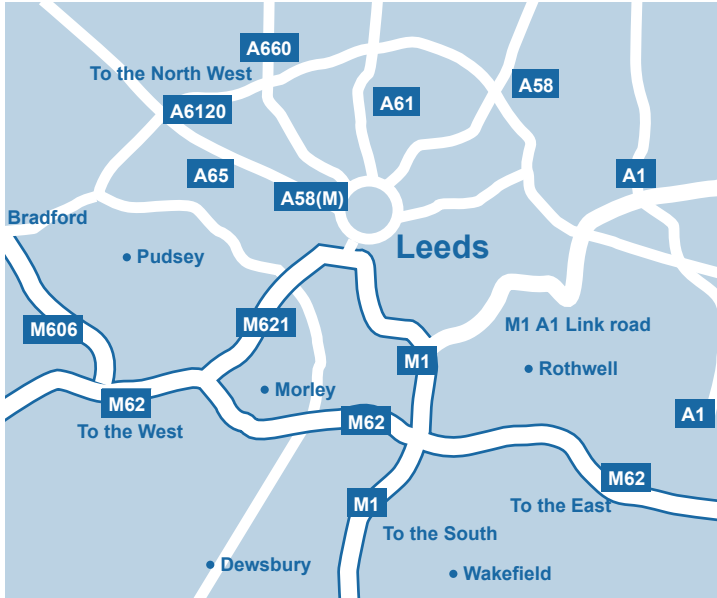 A660
To the North West
A58
A61
A6120
A65
A1
A58(M)
Bradford
Leeds
Pudsey
M606
M621
M1 A1 Link road
M1
Rothwell
Morley
M62
A1
M62
To the West
M62
M1
To the East
To the South
Dewsbury
Wakefield